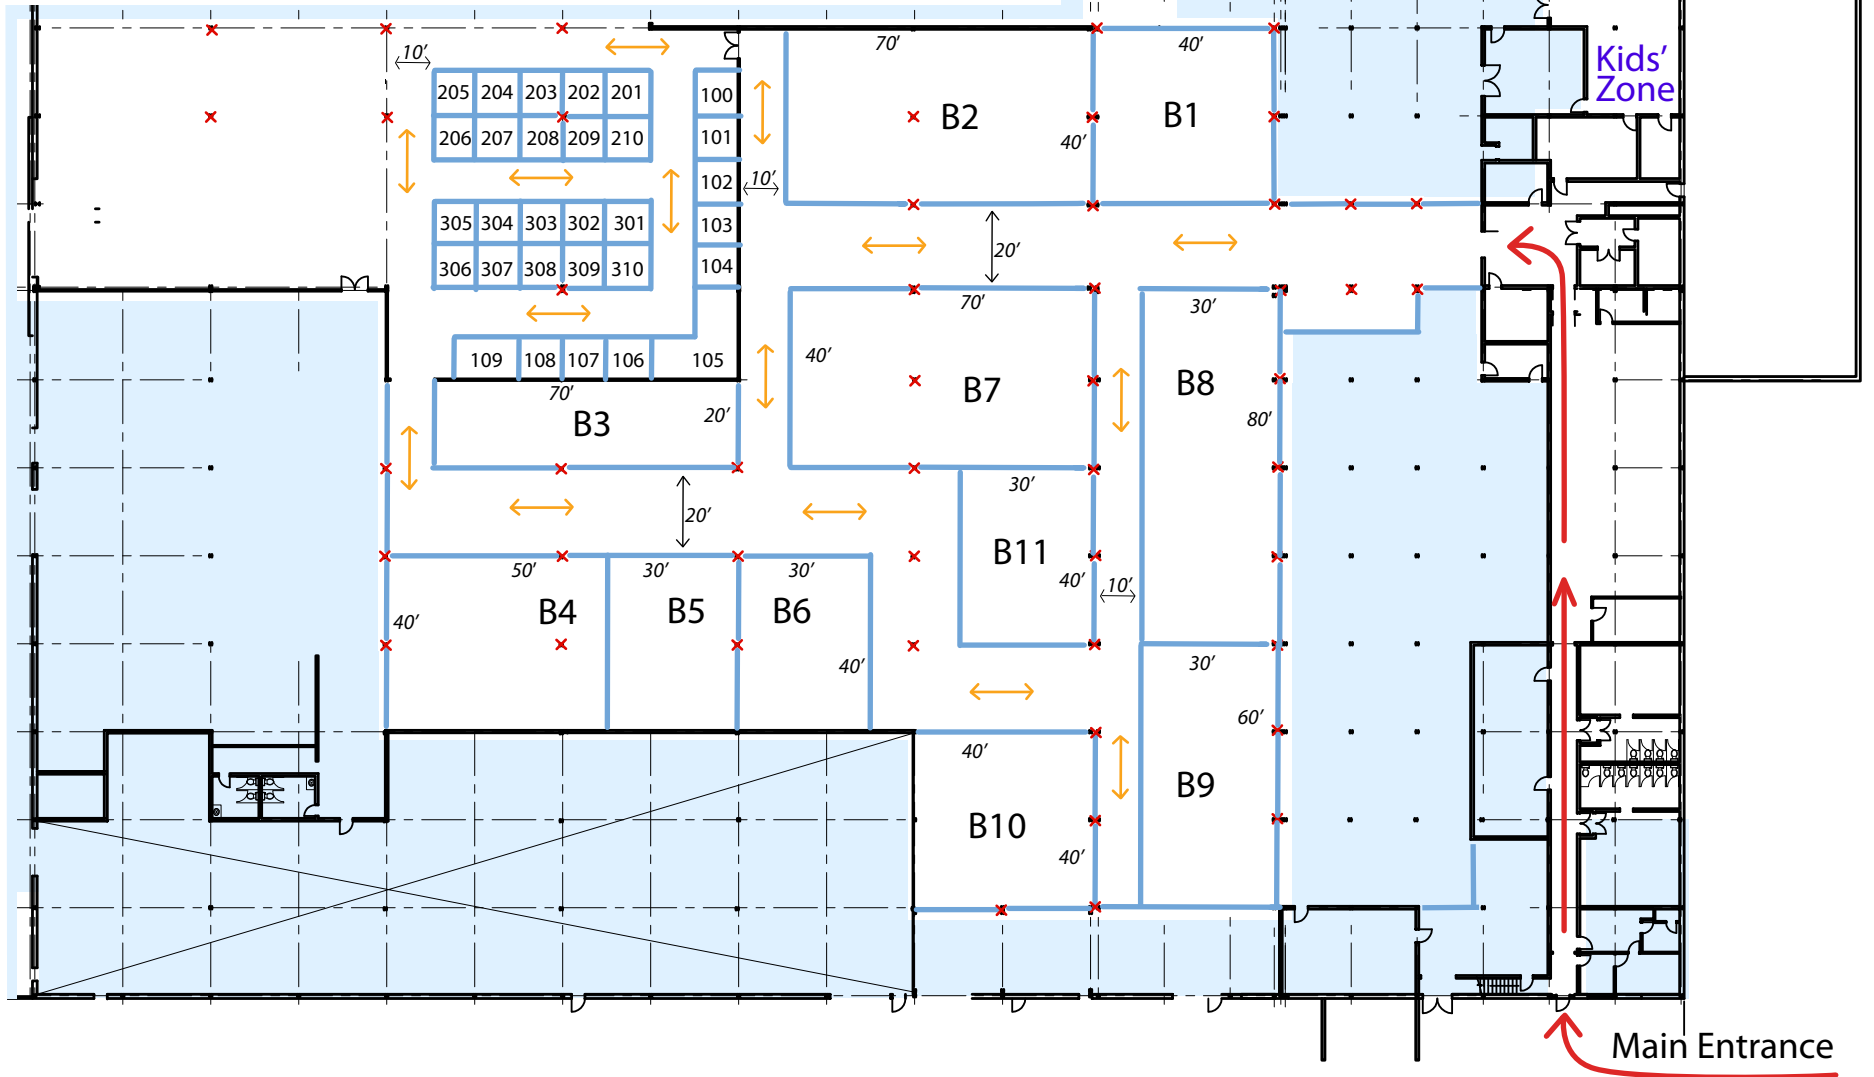 70'
40'
10'
Kids'
Zone
205 204 203 202 201
100
B2
B1
206 207 208 209 210
101
40'
102
10'
305 304 303 302 301
103
20'
306 307 308 309 310
104
70'
30'
109 108 107 106 105
40'
B7
B8
70'
20'
B3
80'
30'
20'
B11
50'
30'
30'
40'
10'
B4
B5
B6
40'
40'
30'
60'
40'
B9
B10
40'
Main Entrance